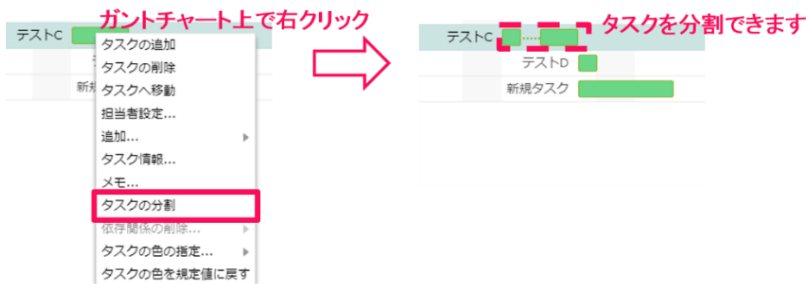 ガントチャート上で右クリック
テストC
タスクの追加
タスクの削除
タスクへ移動
担当者設定...
追加...
タスク情報...
メモ...
タスクの分割
依存関係の削除...
タスクの色の指定...
タスクの色を規定値に戻す
タスクを分割できます
テストC
テストD
新規タスク